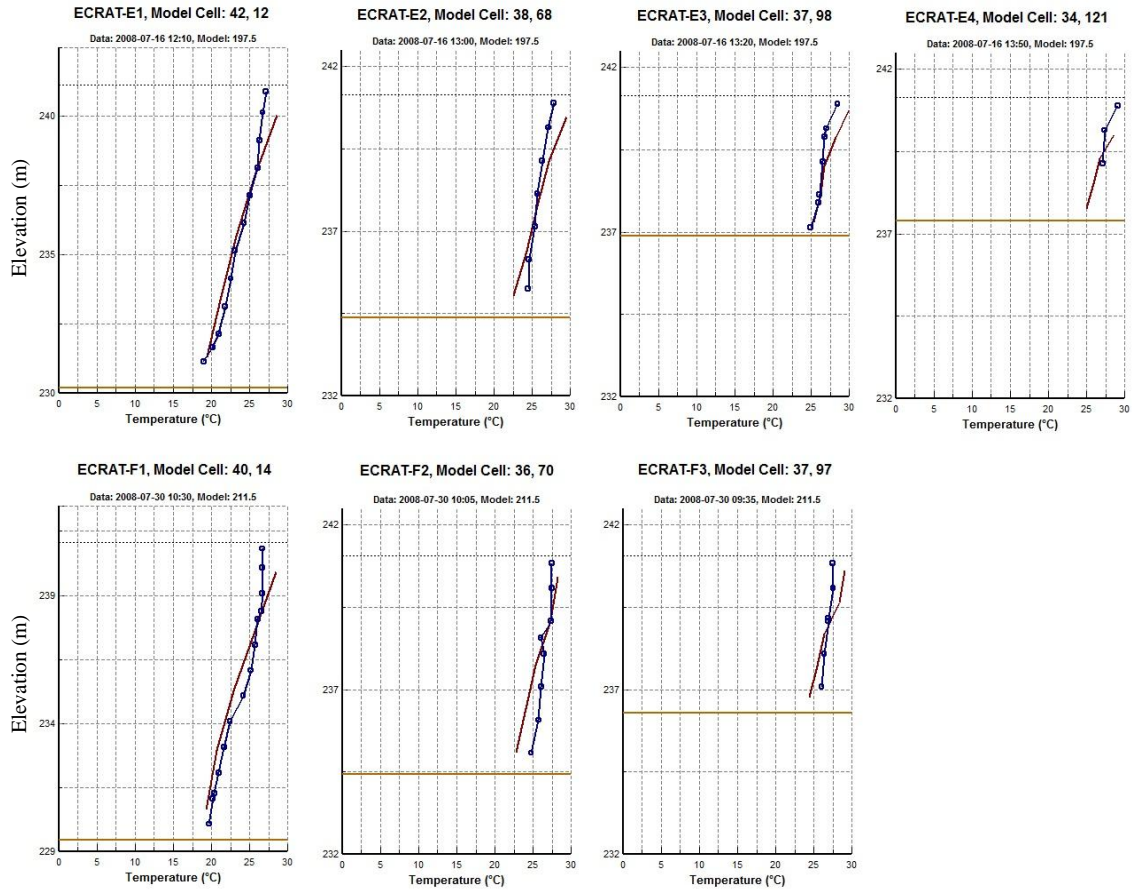 ECRAT-E1, Model Cell: 42, 12
Data: 2008-07-16 12:10, Model: 197.5
Elevation (m)
240
235
230
0 5 10 15 20 25 30
Temperature (°C)
ECRAT-E2, Model Cell: 38, 68
Data: 2008-07-16 13:00, Model: 197.5
242
237
232
0 5 10 15 20 25 30
Temperature (°C)
ECRAT-E3, Model Cell: 37, 98
Data: 2008-07-16 13:20, Model: 197.5
242
237
232
0 5 10 15 20 25 30
Temperature (°C)
ECRAT-E4, Model Cell: 34, 121
Data: 2008-07-16 13:50, Model: 197.5
242
237
232
0 5 10 15 20 25 30
Temperature (°C)
ECRAT-F1, Model Cell: 40, 14
Data: 2008-07-30 10:30, Model: 211.5
Elevation (m)
239
234
229
0 5 10 15 20 25 30
Temperature (°C)
ECRAT-F2, Model Cell: 36, 70
Data: 2008-07-30 10:05, Model: 211.5
242
237
232
0 5 10 15 20 25 30
Temperature (°C)
ECRAT-F3, Model Cell: 37, 97
Data: 2008-07-30 09:35, Model: 211.5
242
237
232
0 5 10 15 20 25 30
Temperature (°C)